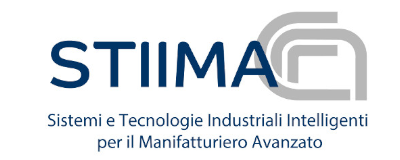 STIIMA
Sistemi e Tecnologie Industriali Intelligenti
per il Manifatturiero Avanzato